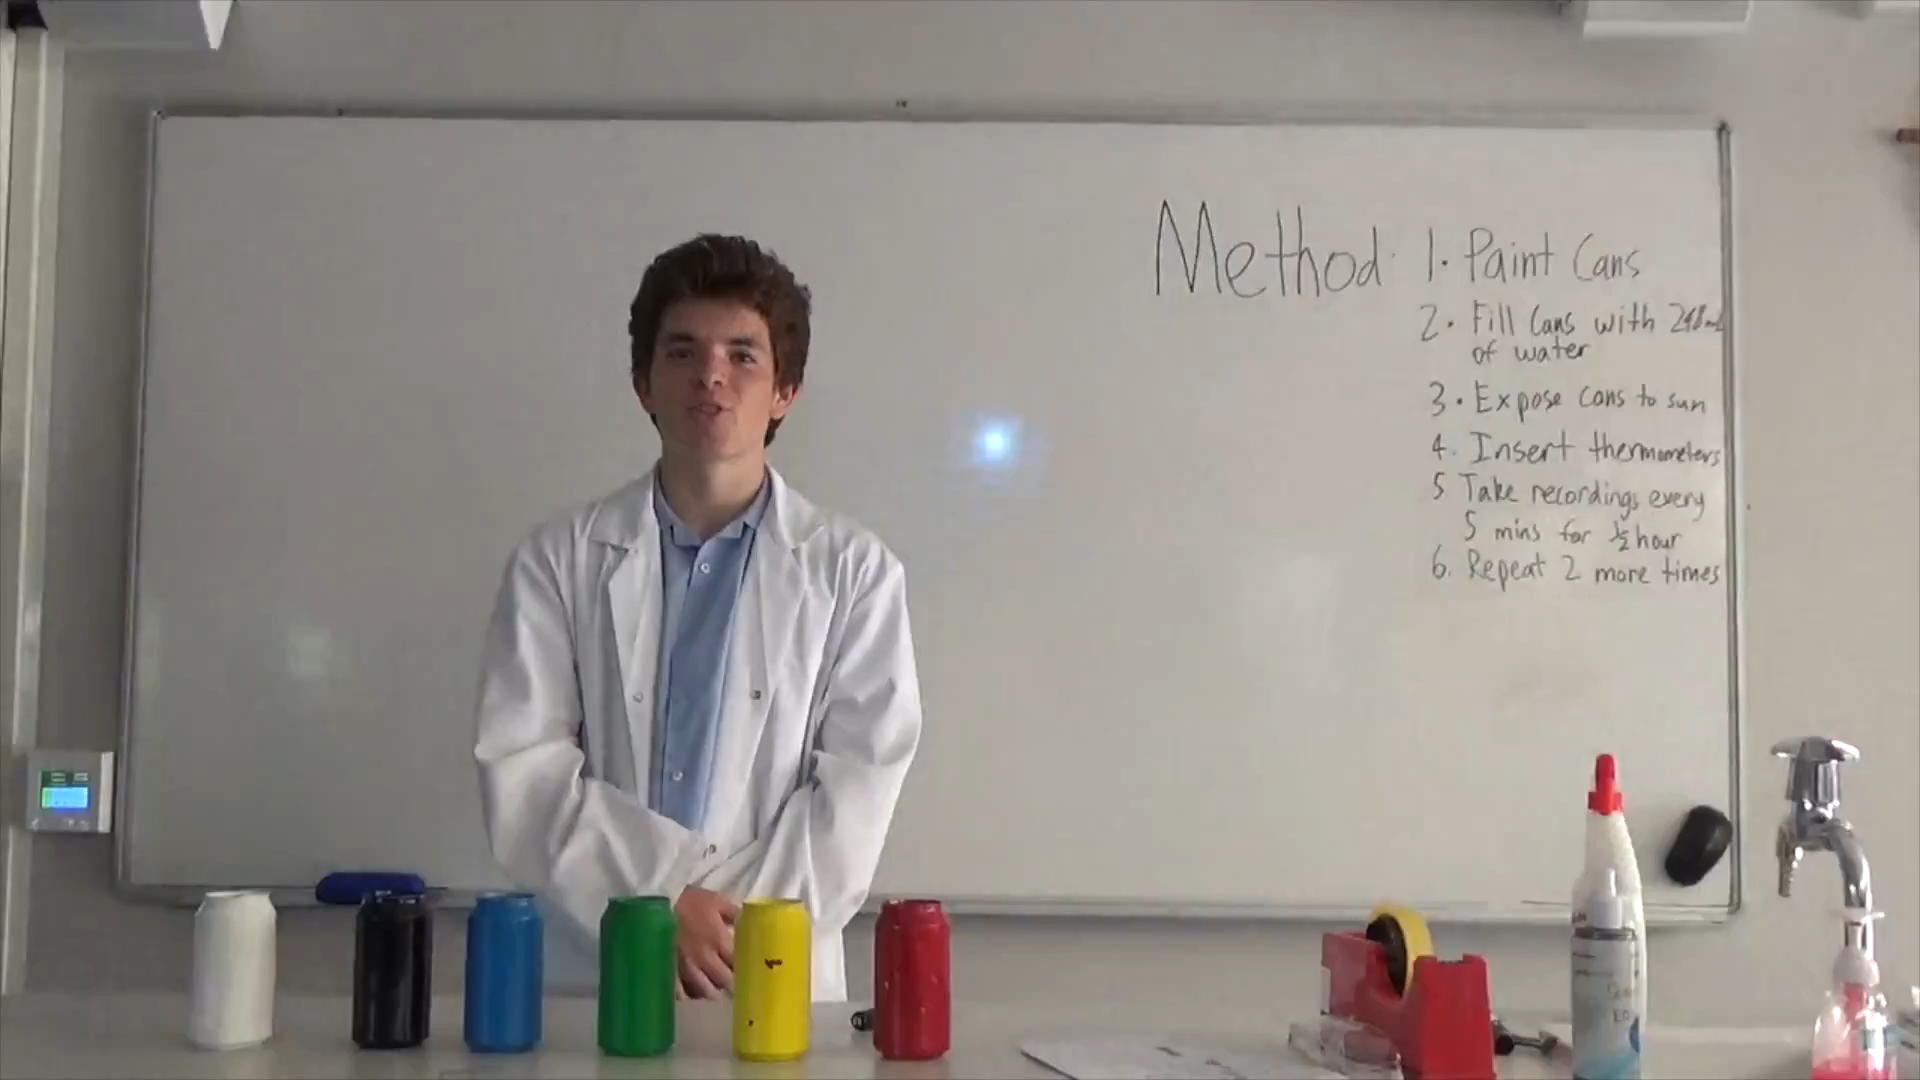 Method: 1. Paint Cans
2. Fill Cans with 248mL
of water
3. Expose cans to sun
4. Insert thermometers
5 Take recordings every
5 mins for ½ hour
6. Repeat 2 more times